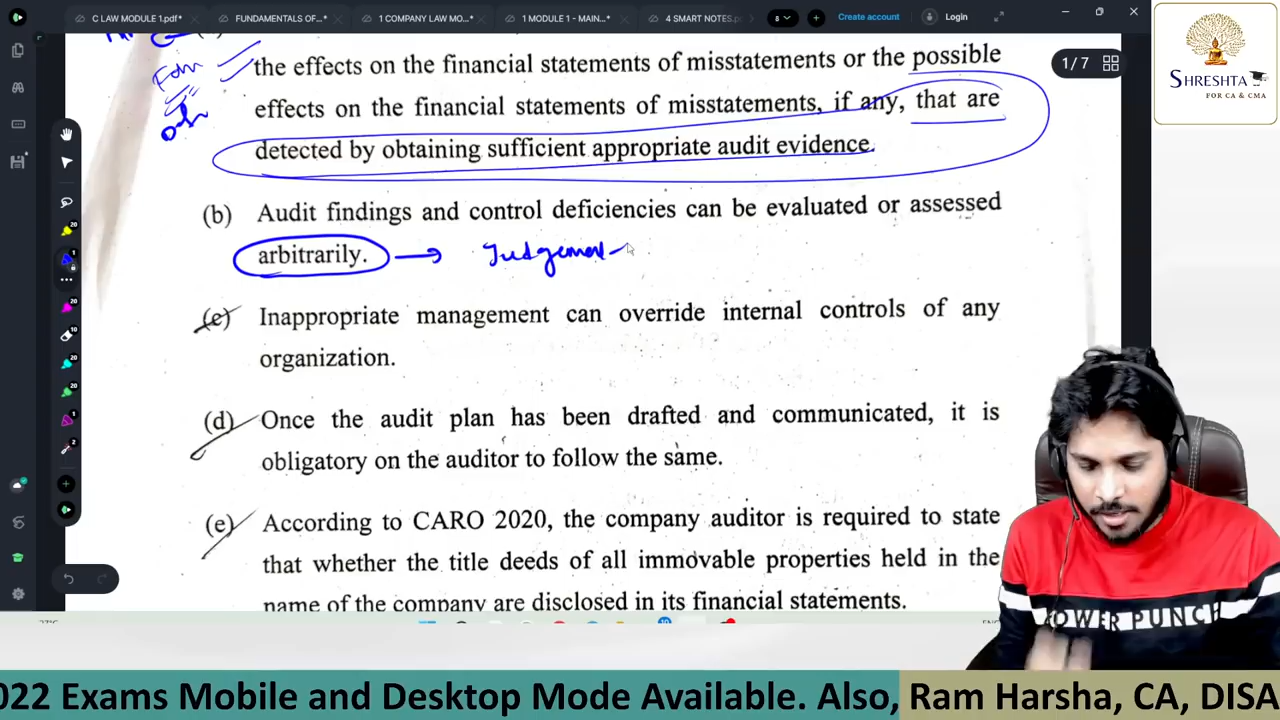 C LAW MODULE 1.pdf*
FUNDAMENTALS OF...*
1 COMPANY LAW MO...*
1 MODULE 1 - MAIN...*
4 SMART NOTES.p
8
Create account
Login
1 / 7
SHRESHTA
FOR CA & CMA
the effects on the financial statements of misstatements or the possible
effects on the financial statements of misstatements, if any, that are
detected by obtaining sufficient appropriate audit evidence.
(b) Audit findings and control deficiencies can be evaluated or assessed
arbitrarily. → Judgement
(c) Inappropriate management can override internal controls of any
organization.
(d) Once the audit plan has been drafted and communicated, it is
obligatory on the auditor to follow the same.
(e) According to CARO 2020, the company auditor is required to state
that whether the title deeds of all immovable properties held in the
name of the company are disclosed in its financial statements.
POWER PUNCH
022 Exams Mobile and Desktop Mode Available. Also, Ram Harsha, CA, DISA